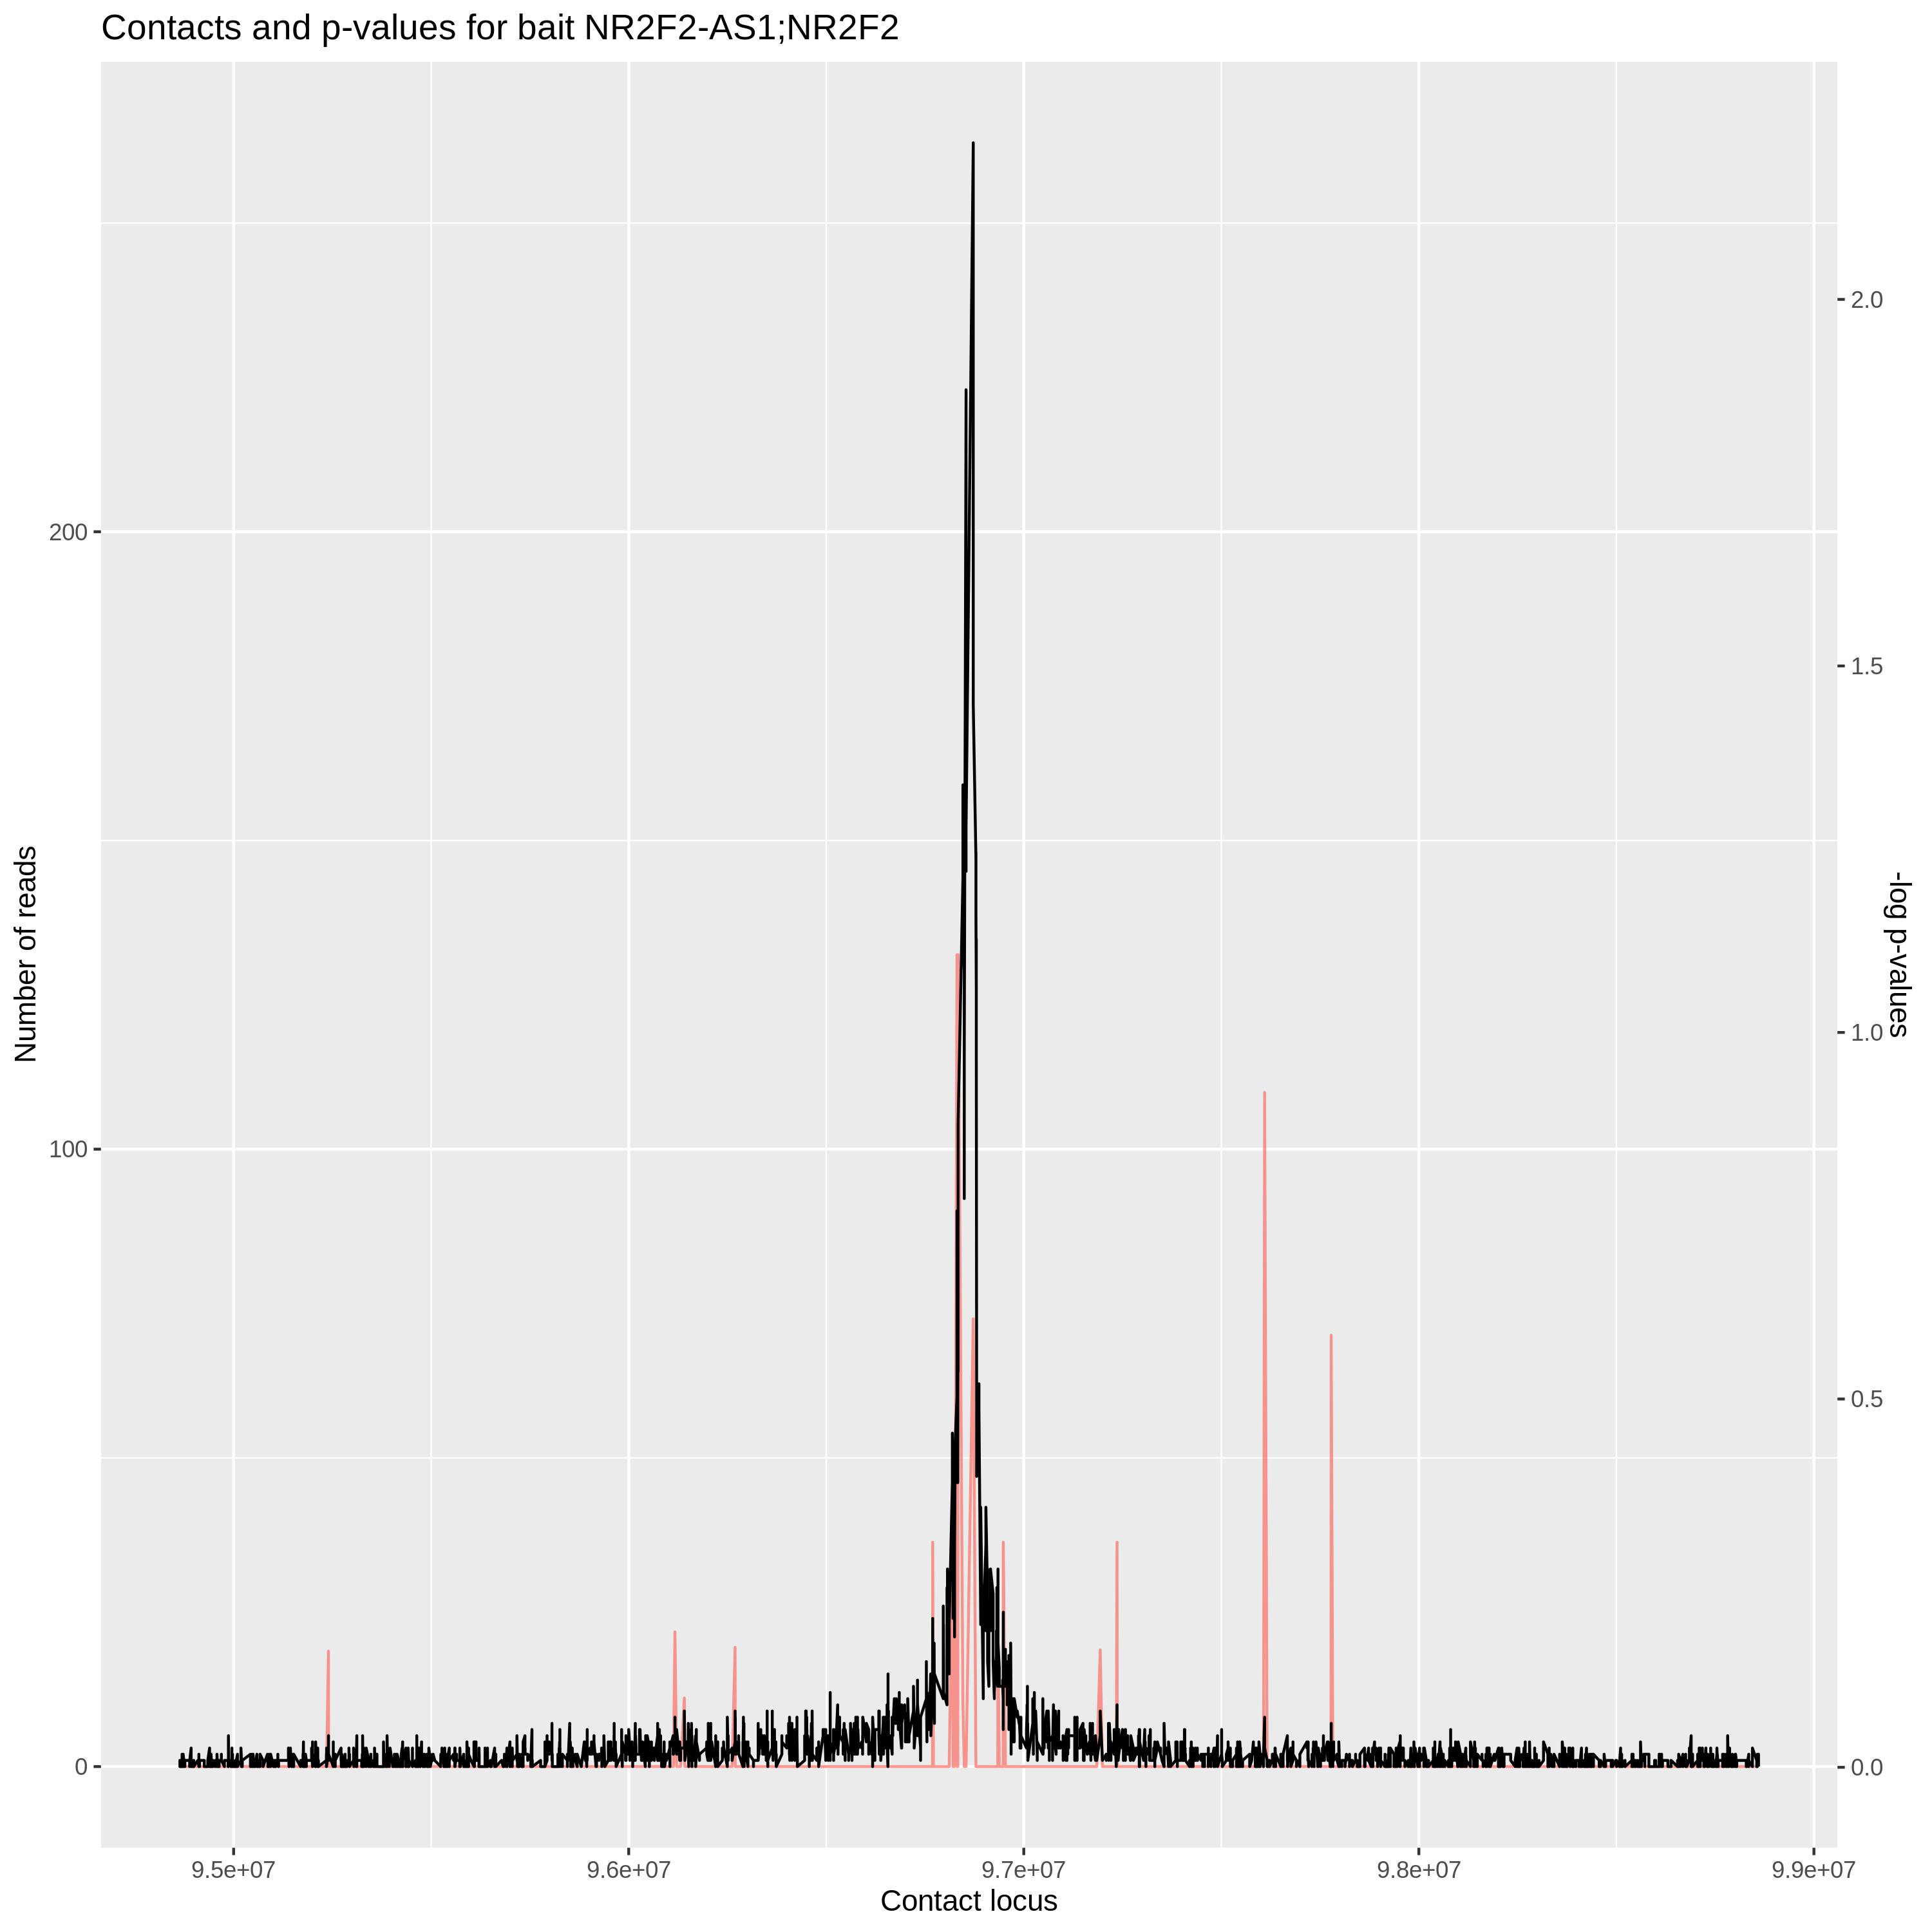 Contacts and p-values for bait NR2F2-AS1;NR2F2
Number of reads
200
100
0
2.0
1.5
1.0
0.5
0.0
-log p-values
9.5e+07 9.6e+07 9.7e+07 9.8e+07 9.9e+07
Contact locus